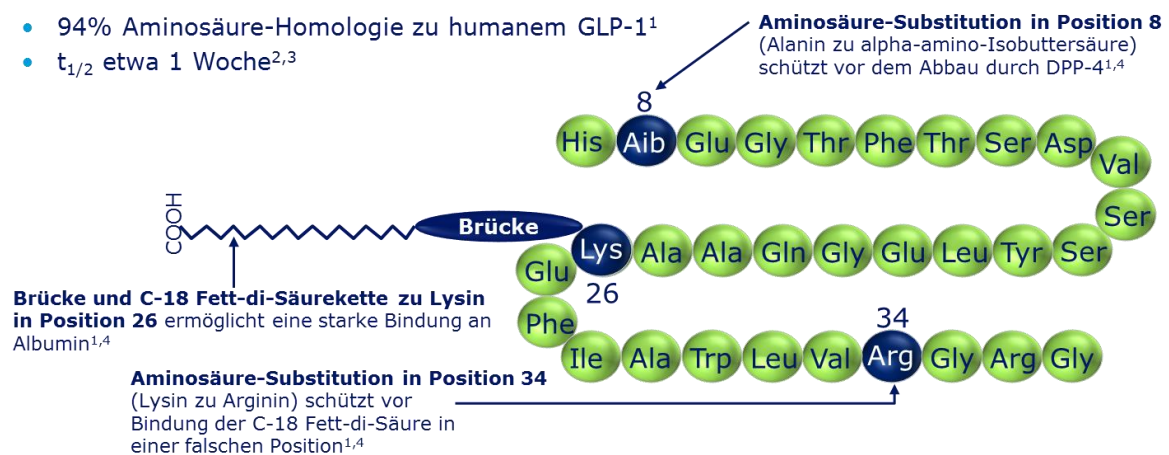 • 94% Aminosäure-Homologie zu humanem GLP-1¹
• t1/2 etwa 1 Woche²,³
Aminosäure-Substitution in Position 8
(Alanin zu alpha-amino-Isobuttersäure)
schützt vor dem Abbau durch DPP-4¹,⁴
8
His Aib Glu Gly Thr Phe Thr Ser Asp
Val
Ser
COOH
Brücke
Lys Ala Ala Gln Gly Glu Leu Tyr Ser
Glu
26
Brücke und C-18 Fett-di-Säurekette zu Lysin
in Position 26 ermöglicht eine starke Bindung an
Albumin¹,⁴
Phe
34
Ile Ala Trp Leu Val Arg Gly Arg Gly
Aminosäure-Substitution in Position 34
(Lysin zu Arginin) schützt vor
Bindung der C-18 Fett-di-Säure in
einer falschen Position¹,⁴